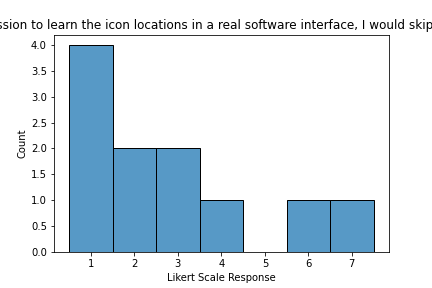 ssion to learn the icon locations in a real software interface, I would skip
4.0
3.5
3.0
2.5
2.0
1.5
1.0
0.5
0.0
Count
1 2 3 4 5 6 7
Likert Scale Response